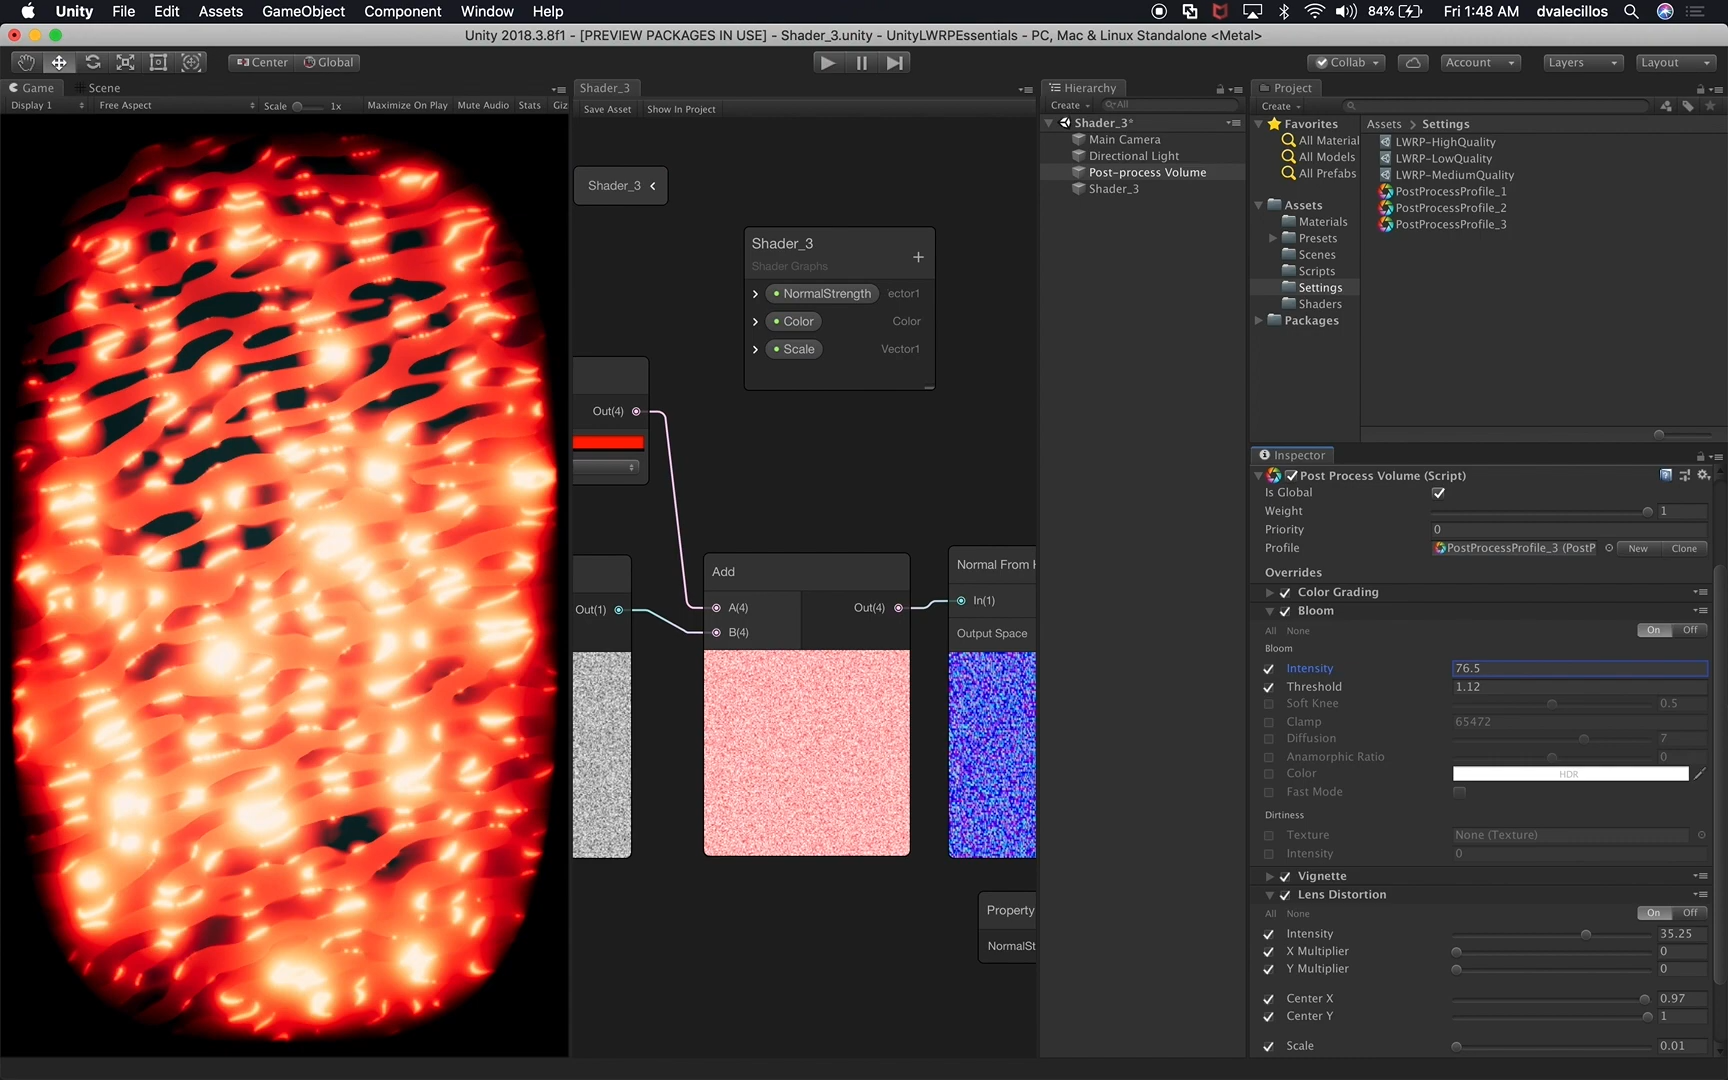 Unity File Edit Assets GameObject Component Window Help 84% Fri 1:48 AM dvalecillos
Unity 2018.3.8f1 - [PREVIEW PACKAGES IN USE] - Shader_3.unity - UnityLWRPEssentials - PC, Mac & Linux Standalone <Metal>
Center Global Collab Account Layers Layout
Game Scene
Display 1 Free Aspect Scale 1x Maximize On Play Mute Audio Stats Giz
Shader_3
Save Asset Show In Project
Shader_3
Shader_3
Shader Graphs
NormalStrength ector1
Color Color
Scale Vector1
Out(4)
Out(1)
Add
A(4) Out(4)
B(4)
Normal From H
In(1)
Output Space
Property
NormalSt
Hierarchy
Create All
Shader_3*
Main Camera
Directional Light
Post-process Volume
Shader_3
Project
Create
Favorites
All Material
All Models
All Prefabs
Assets
Materials
Presets
Scenes
Scripts
Settings
Shaders
Packages
Assets > Settings
LWRP-HighQuality
LWRP-LowQuality
LWRP-MediumQuality
PostProcessProfile_1
PostProcessProfile_2
PostProcessProfile_3
Inspector
Post Process Volume (Script)
Is Global
Weight 1
Priority 0
Profile PostProcessProfile_3 (PostP New Clone
Overrides
Color Grading
Bloom
All None On Off
Bloom
Intensity 76.5
Threshold 1.12
Soft Knee 0.5
Clamp 65472
Diffusion 7
Anamorphic Ratio 0
Color HDR
Fast Mode
Dirtiness
Texture None (Texture)
Intensity 0
Vignette
Lens Distortion
All None On Off
Intensity 35.25
X Multiplier 0
Y Multiplier 0
Center X 0.97
Center Y 1
Scale 0.01